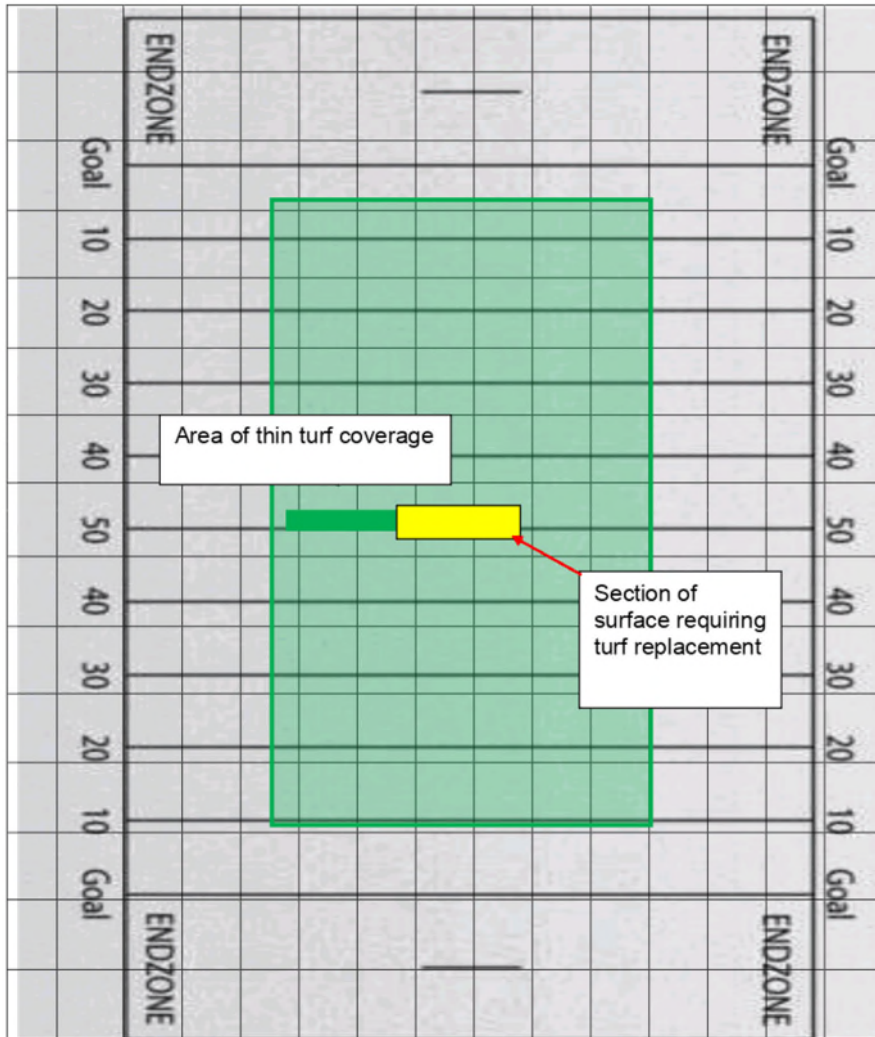 ENDZONE
ENDZONE
Goal
Goal
10
10
20
20
30
30
Area of thin turf coverage
40
40
50
50
Section of
surface requiring
turf replacement
40
40
30
30
20
20
10
10
Goal
Goal
ENDZONE
ENDZONE